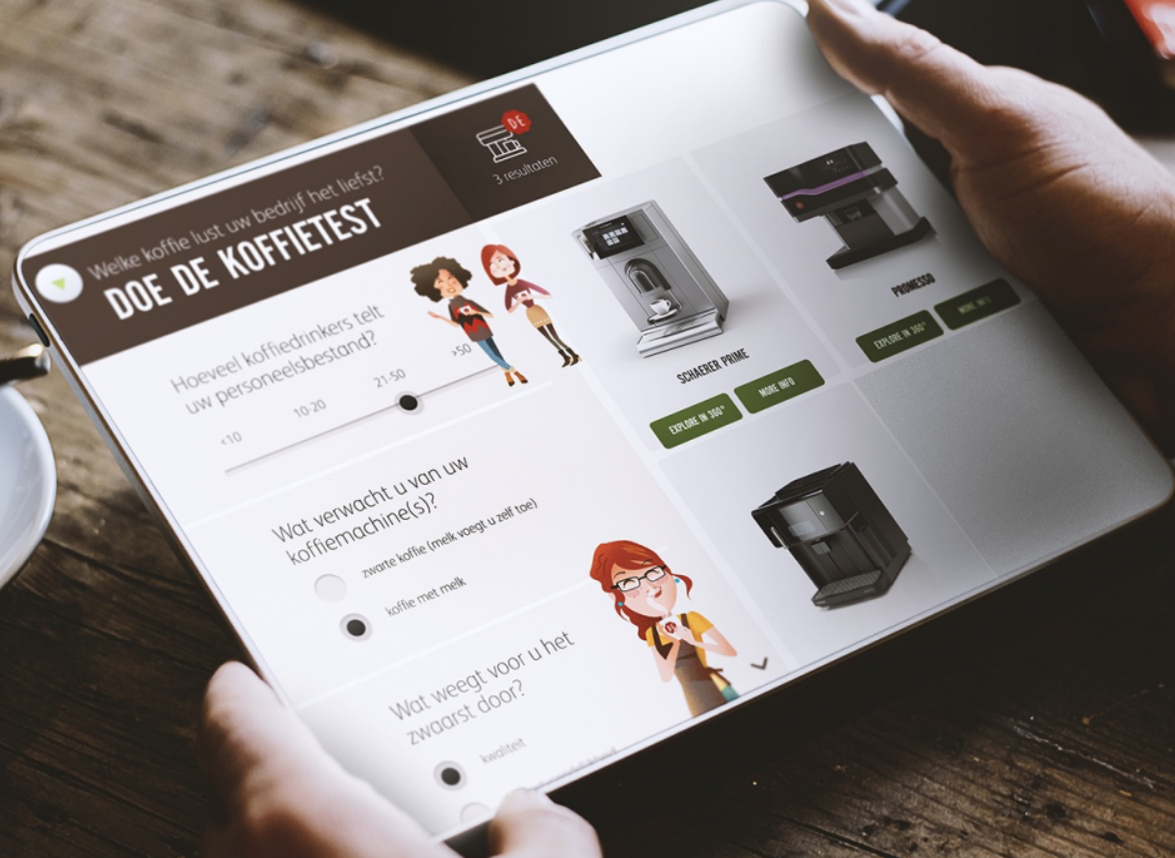 Welke koffie lust uw bedrijf het liefst?
DOE DE KOFFIETEST
DE
3 resultaten
Hoeveel koffiedrinkers telt
uw personeelsbestand?
<10
10-20
21-50
>50
Wat verwacht u van uw
koffiemachine(s)?
zwarte koffie (melk voegt u zelf toe)
koffie met melk
Wat weegt voor u het
zwaarst door?
kwaliteit
SCHAERER PRIME
EXPLORE IN 360°
MORE INFO
PROMESSO
EXPLORE IN 360°
MORE INFO